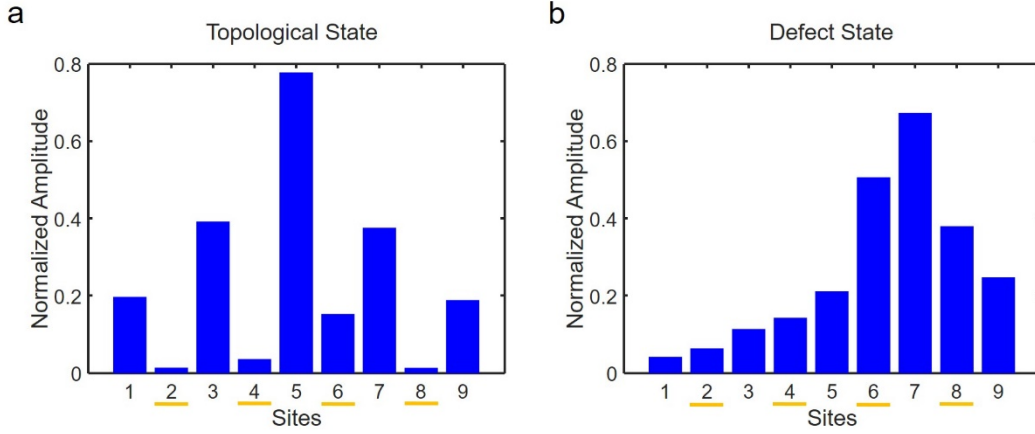 a
Topological State
Normalized Amplitude
0.8
0.6
0.4
0.2
0
1 2 3 4 5 6 7 8 9
Sites
b
Defect State
Normalized Amplitude
0.8
0.6
0.4
0.2
0
1 2 3 4 5 6 7 8 9
Sites